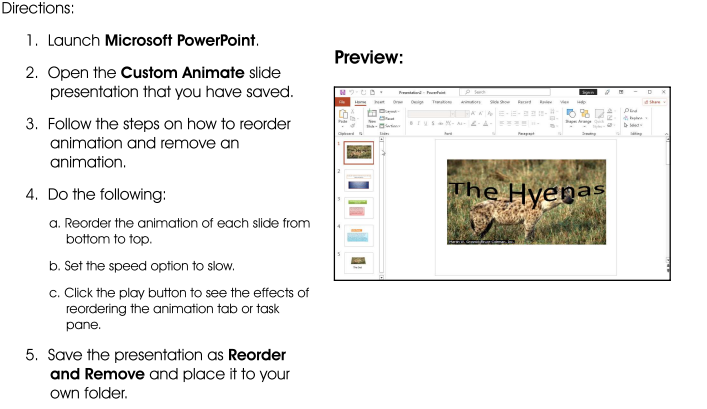 Directions:
1. Launch Microsoft PowerPoint.
2. Open the Custom Animate slide
presentation that you have saved.
3. Follow the steps on how to reorder
animation and remove an
animation.
4. Do the following:
a. Reorder the animation of each slide from
bottom to top.
b. Set the speed option to slow.
c. Click the play button to see the effects of
reordering the animation tab or task
pane.
5. Save the presentation as Reorder
and Remove and place it to your
own folder.
Preview:
Presentation2 - PowerPoint
Search
Sign in
File Home Insert Draw Design Transitions Animations Slide Show Record Review View Help Share
Paste
New
Slide
Layout
Reset
Section
Shapes Arrange
Find
Replace
Select
Clipboard Slides Font Paragraph Drawing Editing
1
2
3
4
5
The Hyenas